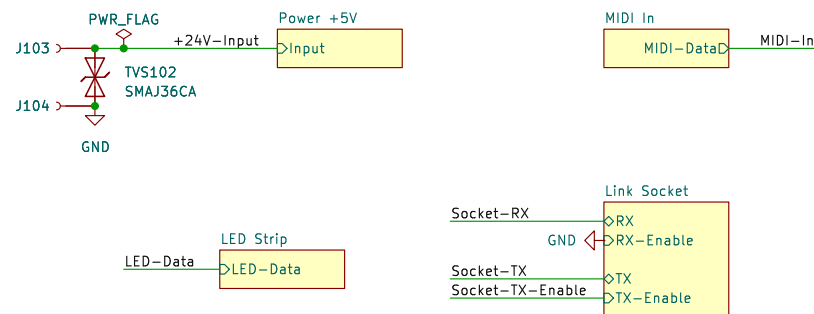 PWR_FLAG
Power +5V
MIDI In
J103
+24V-Input
Input
MIDI-Data
MIDI-In
TVS102
SMAJ36CA
J104
GND
Link Socket
Socket-RX
RX
LED Strip
GND
RX-Enable
LED-Data
LED-Data
Socket-TX
TX
Socket-TX-Enable
TX-Enable